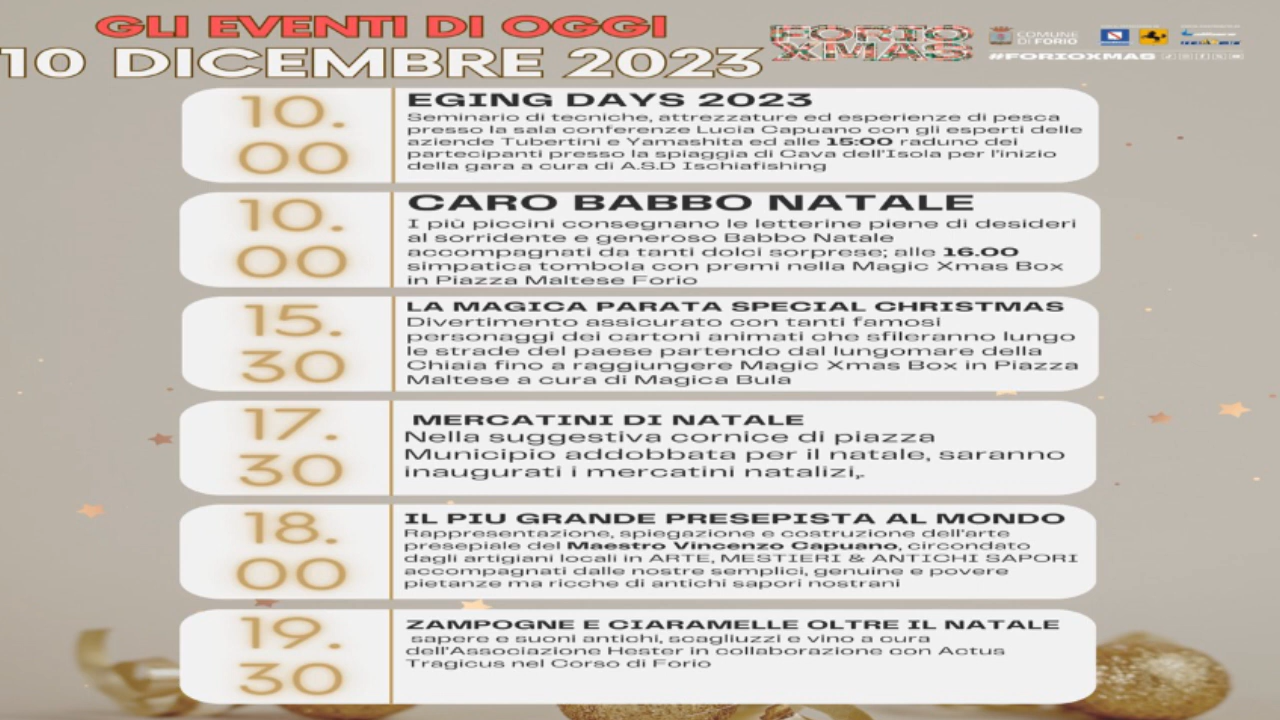 GLI EVENTI DI OGGI
10 DICEMBRE 2023
FORIO
XMAS
COMUNE
DI FORIO
#FORIOXMAS
10.
00
EGING DAYS 2023
Seminario di tecniche, attrezzature ed esperienze di pesca
presso la sala conferenze Lucia Capuano con gli esperti delle
aziende Tubertini e Yamashita ed alle 15:00 raduno dei
partecipanti presso la spiaggia di Cava dell'Isola per l'inizio
della gara a cura di A.S.D Ischiafishing
10.
00
CARO BABBO NATALE
I più piccini consegnano le letterine piene di desideri
al sorridente e generoso Babbo Natale
accompagnati da tanti dolci sorprese; alle 16.00
simpatica tombola con premi nella Magic Xmas Box
in Piazza Maltese Forio
15.
30
LA MAGICA PARATA SPECIAL CHRISTMAS
Divertimento assicurato con tanti famosi
personaggi dei cartoni animati che sfileranno lungo
le strade del paese partendo dal lungomare della
Chiaia fino a raggiungere Magic Xmas Box in Piazza
Maltese a cura di Magica Bula
17.
30
MERCATINI DI NATALE
Nella suggestiva cornice di piazza
Municipio addobbata per il natale, saranno
inaugurati i mercatini natalizi,.
18.
00
IL PIU GRANDE PRESEPISTA AL MONDO
Rappresentazione, spiegazione e costruzione dell'arte
presepiale del Maestro Vincenzo Capuano, circondato
dagli artigiani locali in ARTE, MESTIERI & ANTICHI SAPORI
accompagnati dalle nostre semplici, genuine e povere
pietanze ma ricche di antichi sapori nostrani
19.
30
ZAMPOGNE E CIARAMELLE OLTRE IL NATALE
sapere e suoni antichi, scagliuzzi e vino a cura
dell'Associazione Hester in collaborazione con Actus
Tragicus nel Corso di Forio